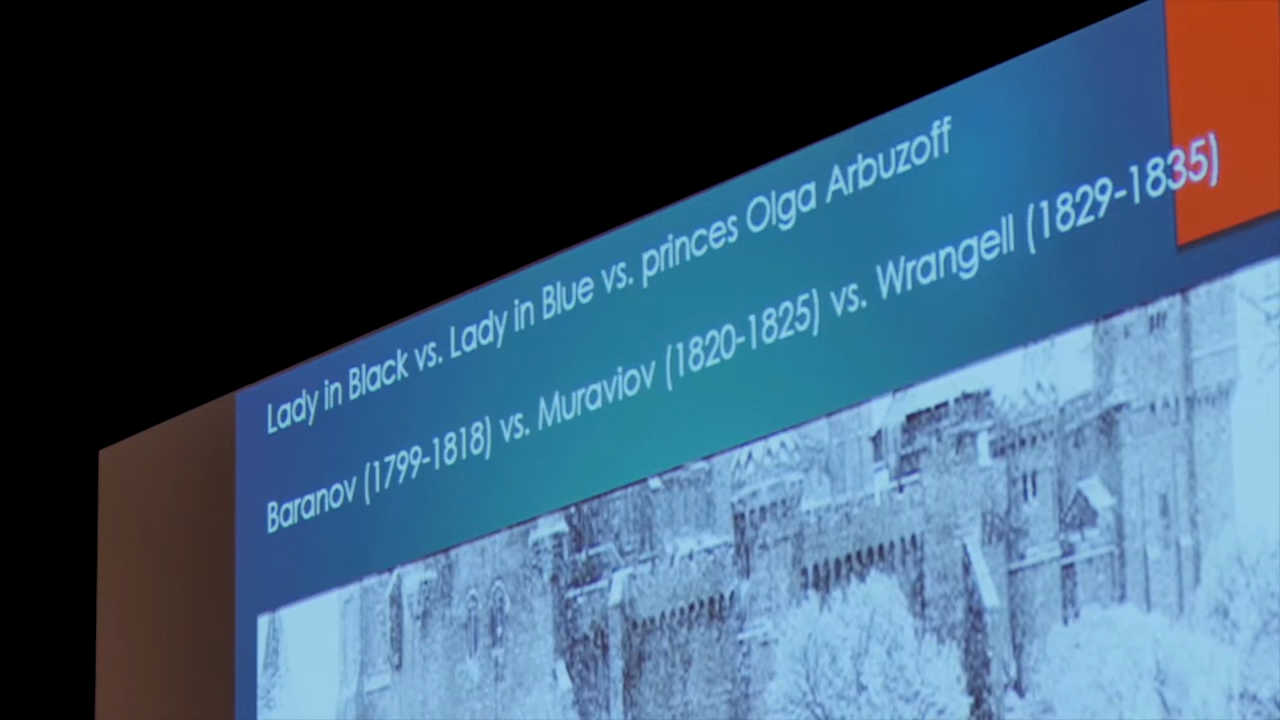 Lady in Black vs. Lady in Blue vs. princes Olga Arbuzoff
Baranov (1799-1818) vs. Muraviov (1820-1825) vs. Wrangell (1829-1835)